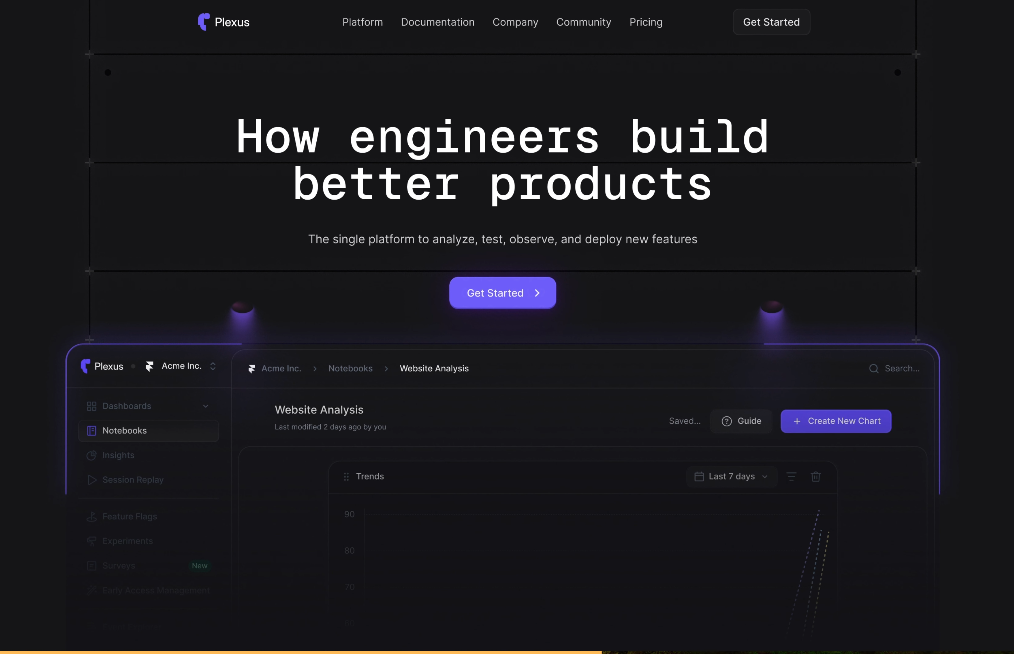 Plexus
Platform Documentation Company Community Pricing
Get Started
How engineers build
better products
The single platform to analyze, test, observe, and deploy new features
Get Started
Plexus Acme Inc.
Acme Inc. Notebooks Website Analysis
Search...
Dashboards
Notebooks
Insights
Session Replay
Feature Flags
Experiments
Surveys New
Early Access Management
Website Analysis
Last modified 2 days ago by you
Saved...
Guide
Create New Chart
Trends
Last 7 days
90
80
70